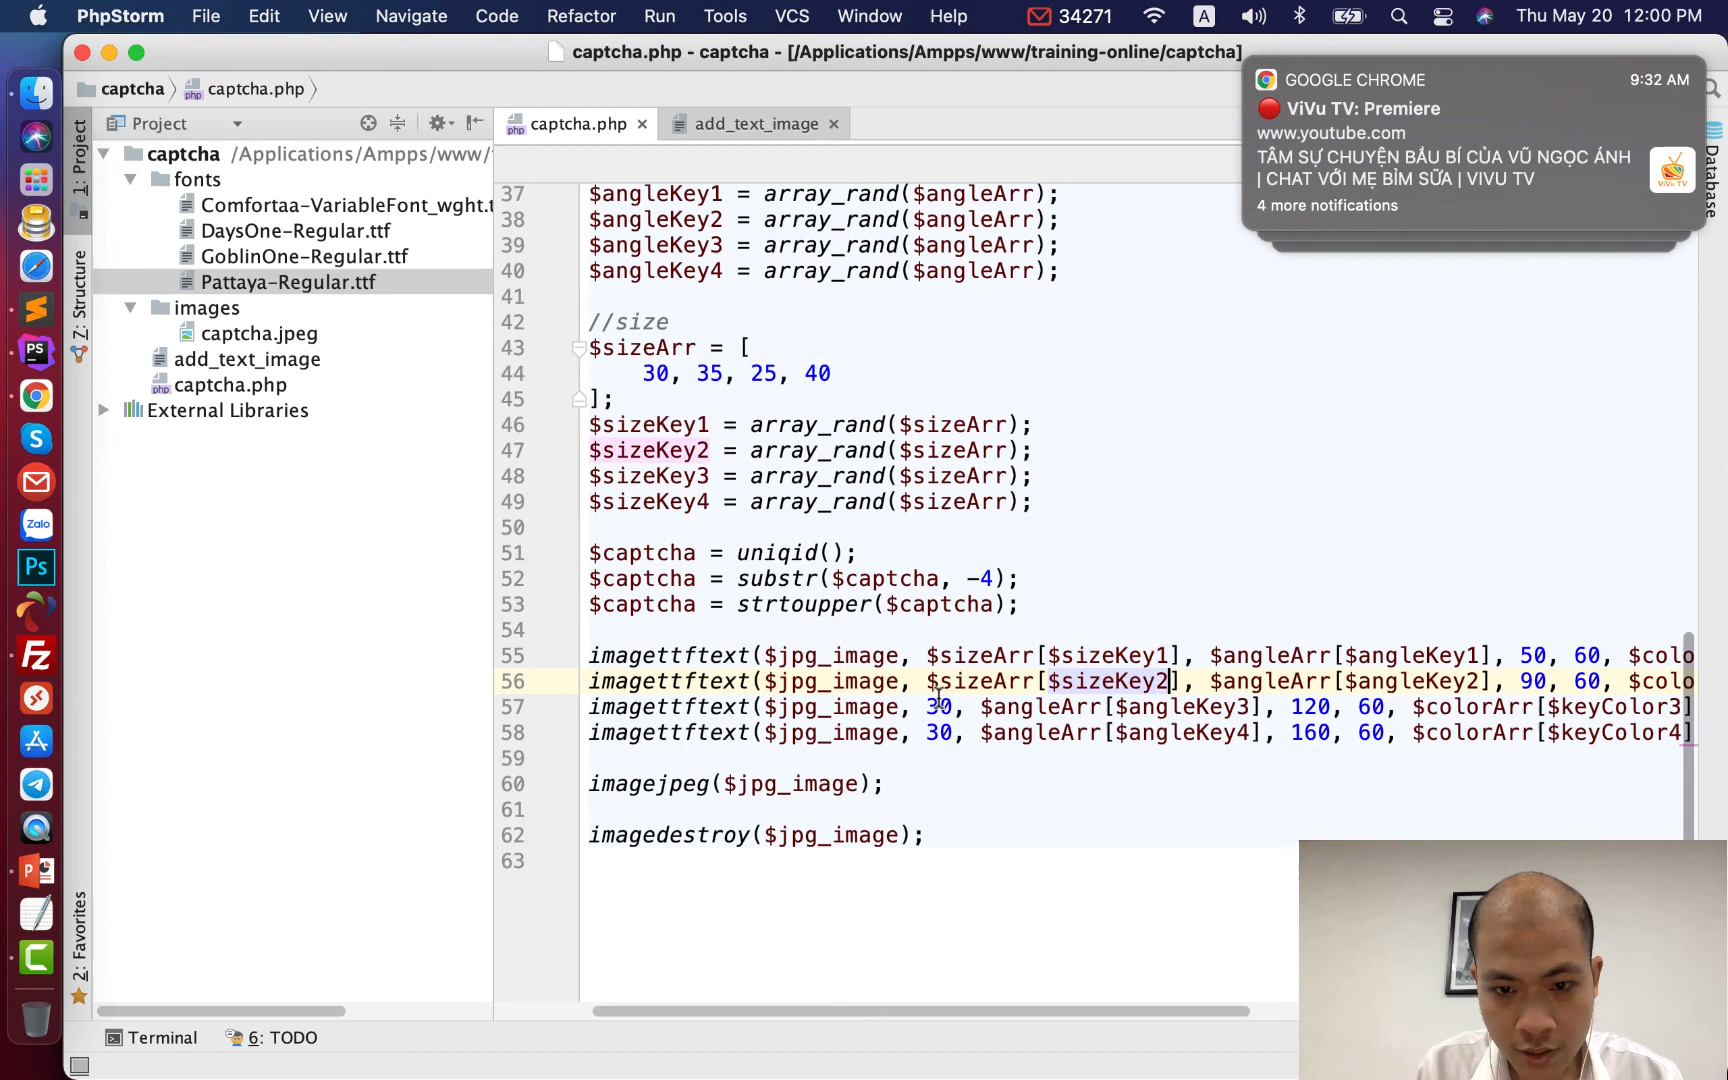 PhpStorm File Edit View Navigate Code Refactor Run Tools VCS Window Help 34271 A Thu May 20 12:00 PM
captcha.php - captcha - [/Applications/Ampps/www/training-online/captcha]
captcha captcha.php
GOOGLE CHROME 9:32 AM
ViVu TV: Premiere
www.youtube.com
TÂM SỰ CHUYỆN BẦU BÍ CỦA VŨ NGỌC ÁNH
| CHAT VỚI MẸ BỈM SỮA | VIVU TV
4 more notifications
ViVu TV
Project
captcha.php add_text_image
1: Project
Z: Structure
2: Favorites
Database
captcha /Applications/Ampps/www/
fonts
Comfortaa-VariableFont_wght.t
DaysOne-Regular.ttf
GoblinOne-Regular.ttf
Pattaya-Regular.ttf
images
captcha.jpeg
add_text_image
captcha.php
External Libraries
37 $angleKey1 = array_rand($angleArr);
38 $angleKey2 = array_rand($angleArr);
39 $angleKey3 = array_rand($angleArr);
40 $angleKey4 = array_rand($angleArr);
41
42 //size
43 $sizeArr = [
44 30, 35, 25, 40
45 ];
46 $sizeKey1 = array_rand($sizeArr);
47 $sizeKey2 = array_rand($sizeArr);
48 $sizeKey3 = array_rand($sizeArr);
49 $sizeKey4 = array_rand($sizeArr);
50
51 $captcha = uniqid();
52 $captcha = substr($captcha, -4);
53 $captcha = strtoupper($captcha);
54
55 imagettftext($jpg_image, $sizeArr[$sizeKey1], $angleArr[$angleKey1], 50, 60, $colo
56 imagettftext($jpg_image, $sizeArr[$sizeKey2], $angleArr[$angleKey2], 90, 60, $colo
57 imagettftext($jpg_image, 30, $angleArr[$angleKey3], 120, 60, $colorArr[$keyColor3]
58 imagettftext($jpg_image, 30, $angleArr[$angleKey4], 160, 60, $colorArr[$keyColor4]
60 imagejpeg($jpg_image);
61
62 imagedestroy($jpg_image);
63
PS
S
Zalo
Ps
Fz
C
Terminal 6: TODO